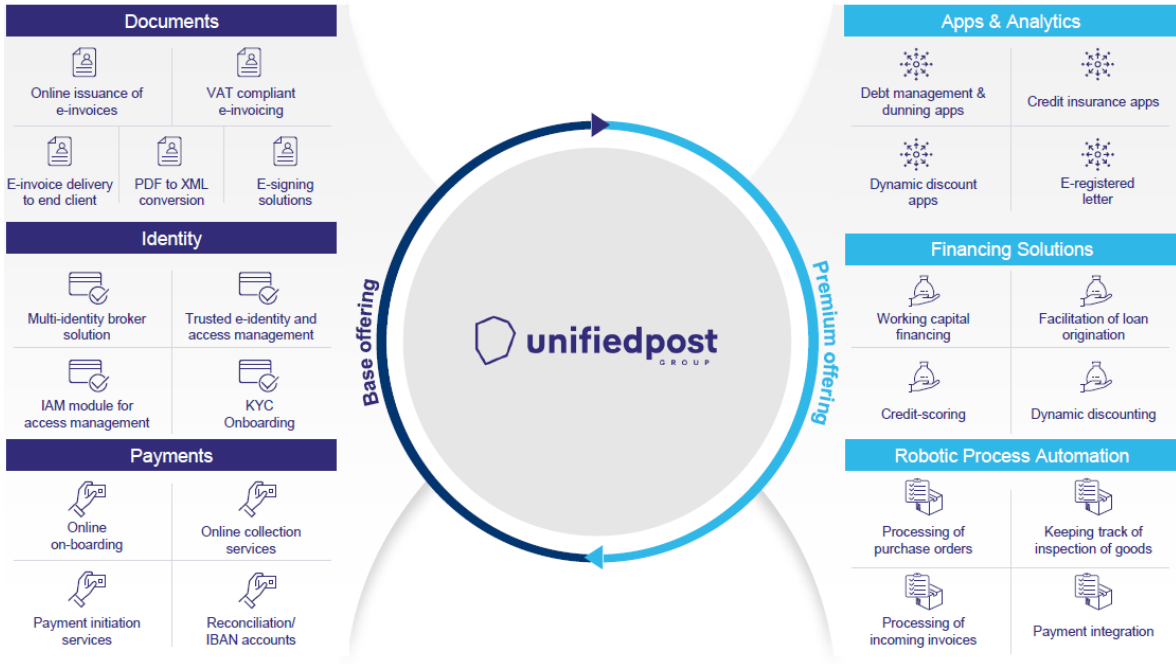 Documents
Online issuance of
e-invoices
VAT compliant
e-invoicing
E-invoice delivery
to end client
PDF to XML
conversion
E-signing
solutions
Identity
Multi-identity broker
solution
Trusted e-identity and
access management
IAM module for
access management
KYC
Onboarding
Payments
Online
on-boarding
Online collection
services
Payment initiation
services
Reconciliation/
IBAN accounts
Base offering
unifiedpost
GROUP
Premium offering
Apps & Analytics
Debt management &
dunning apps
Credit insurance apps
Dynamic discount
apps
E-registered
letter
Financing Solutions
Working capital
financing
Facilitation of loan
origination
Credit-scoring
Dynamic discounting
Robotic Process Automation
Processing of
purchase orders
Keeping track of
inspection of goods
Processing of
incoming invoices
Payment integration